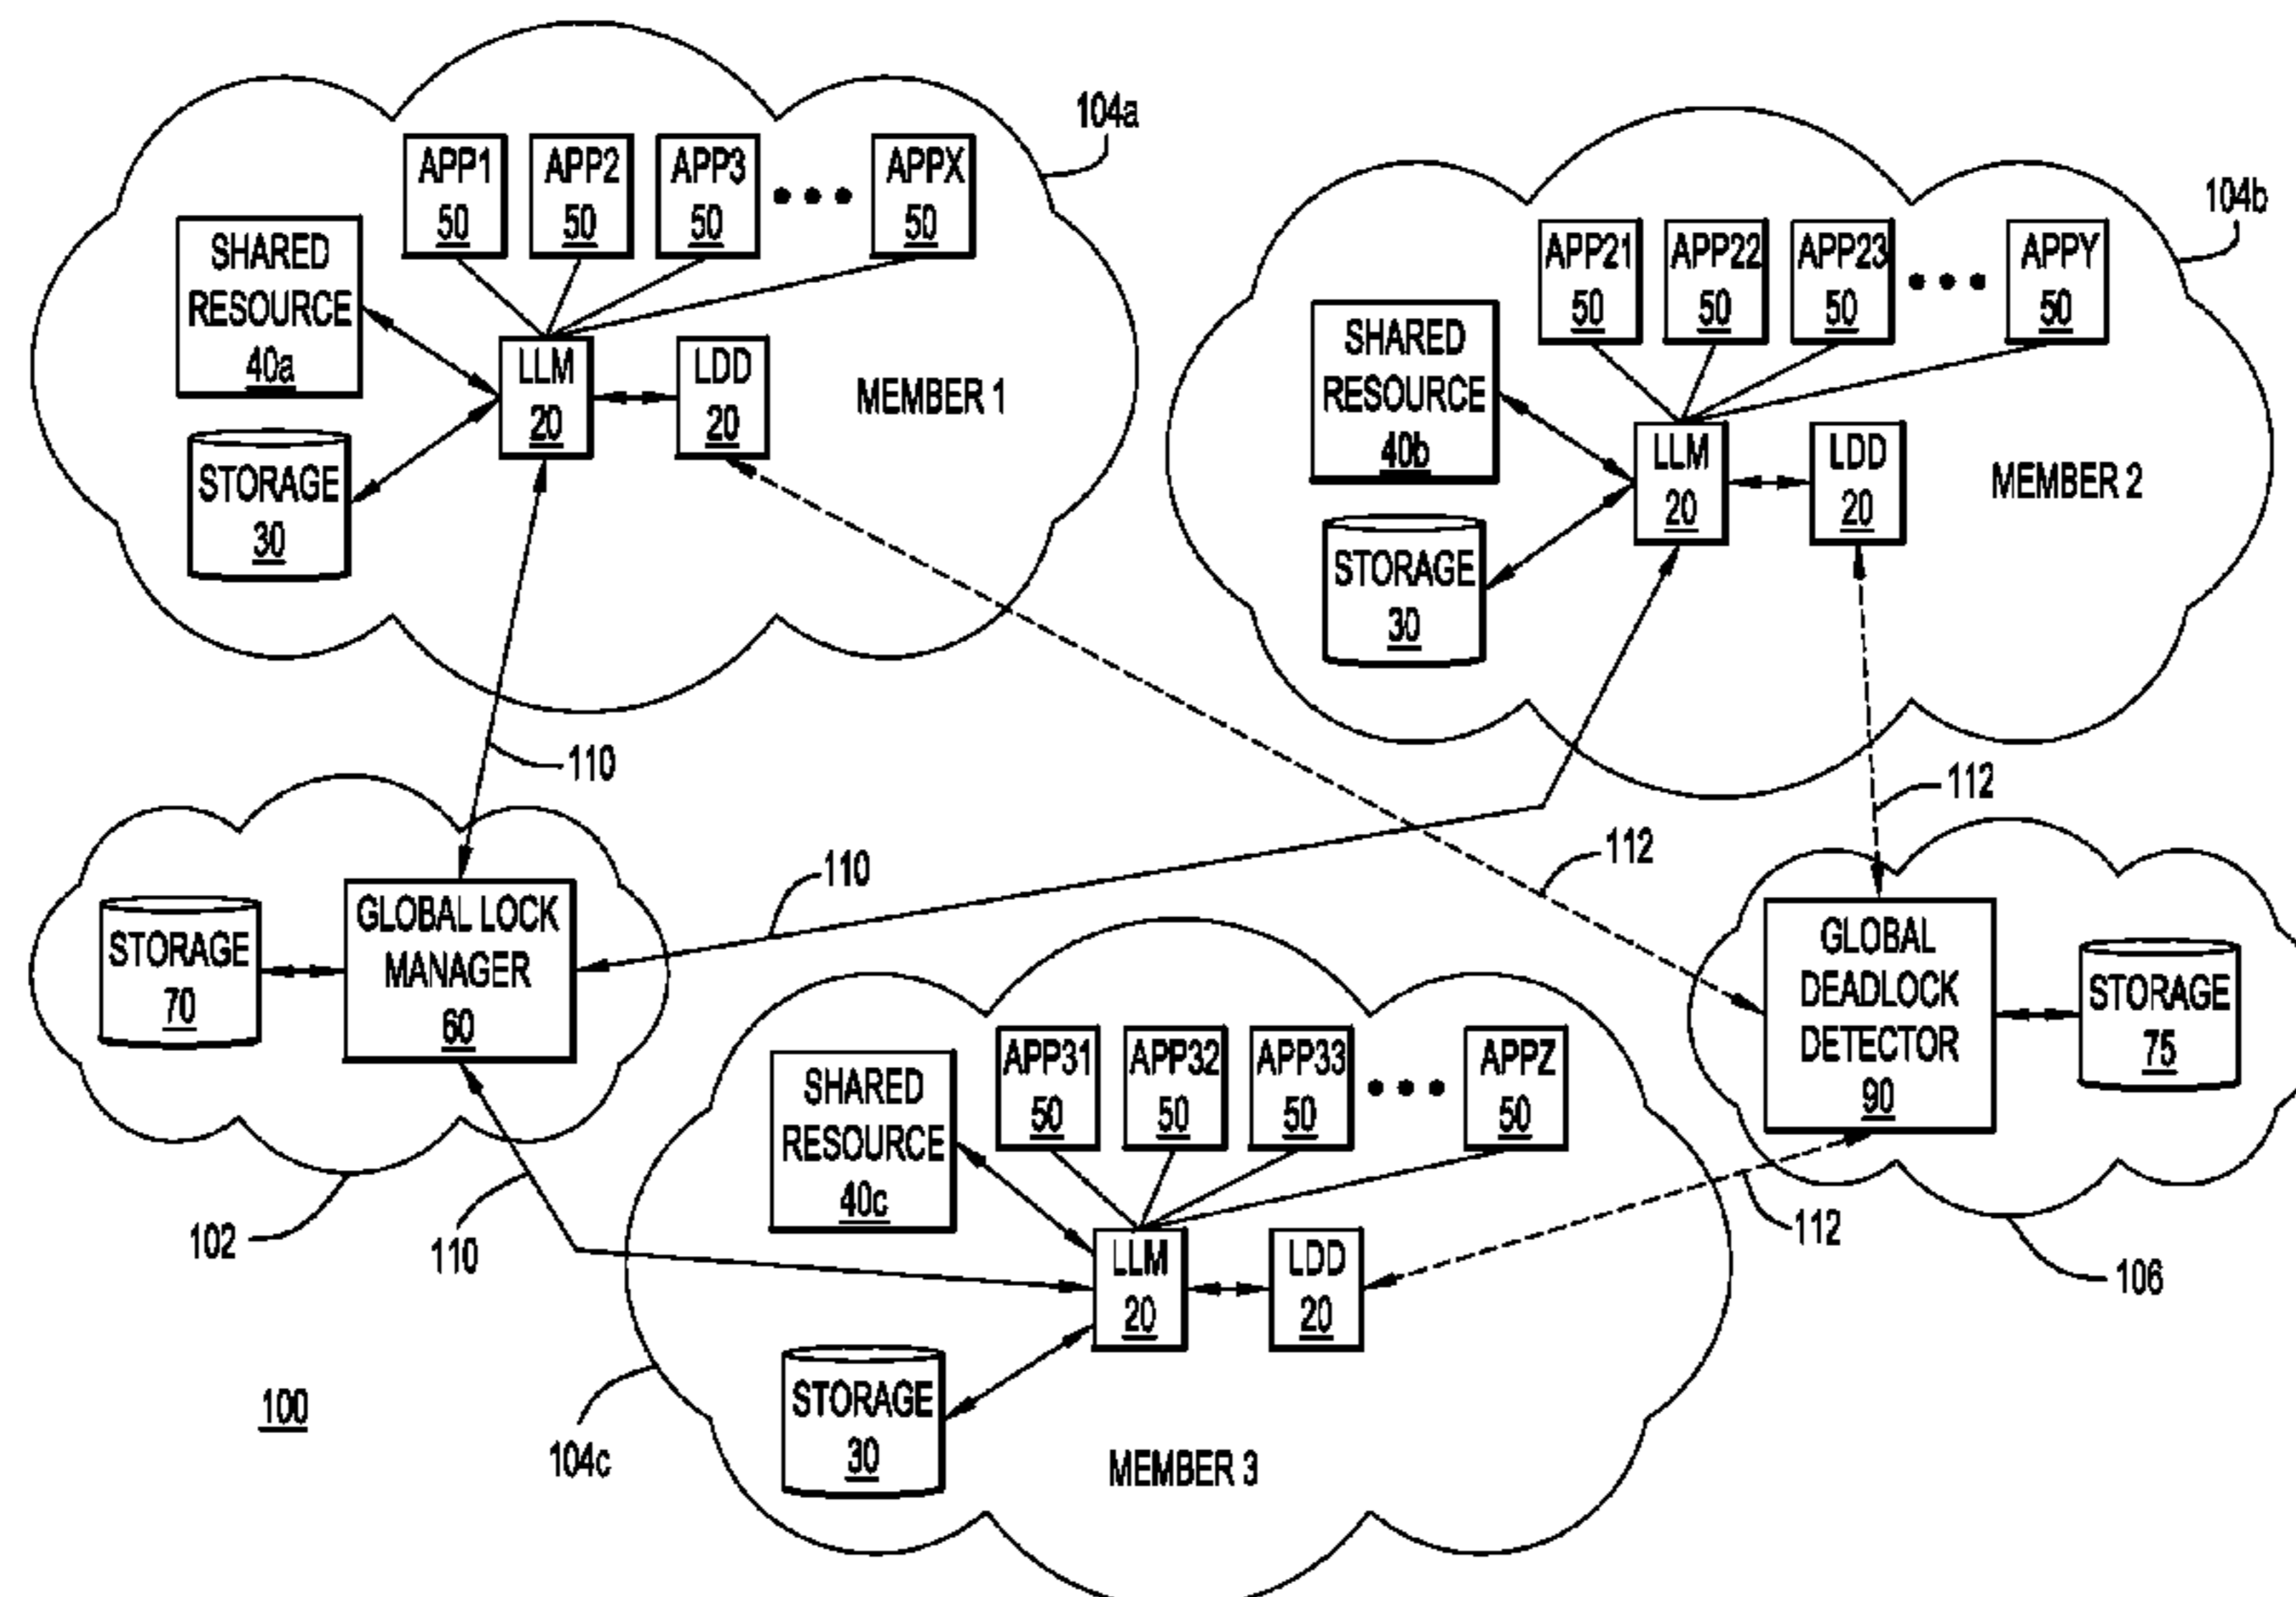 104a
APP1
50
APP2
50
APP3
50
APPX
50
SHARED
RESOURCE
40a
LLM
20
LDD
20
MEMBER 1
STORAGE
30
104b
APP21
50
APP22
50
APP23
50
APPY
50
SHARED
RESOURCE
40b
LLM
20
LDD
20
MEMBER 2
STORAGE
30
110
112
110
112
STORAGE
70
GLOBAL LOCK
MANAGER
60
GLOBAL
DEADLOCK
DETECTOR
90
STORAGE
75
102
110
112
106
APP31
50
APP32
50
APP33
50
APPZ
50
SHARED
RESOURCE
40c
LLM
20
LDD
20
STORAGE
30
MEMBER 3
104c
100